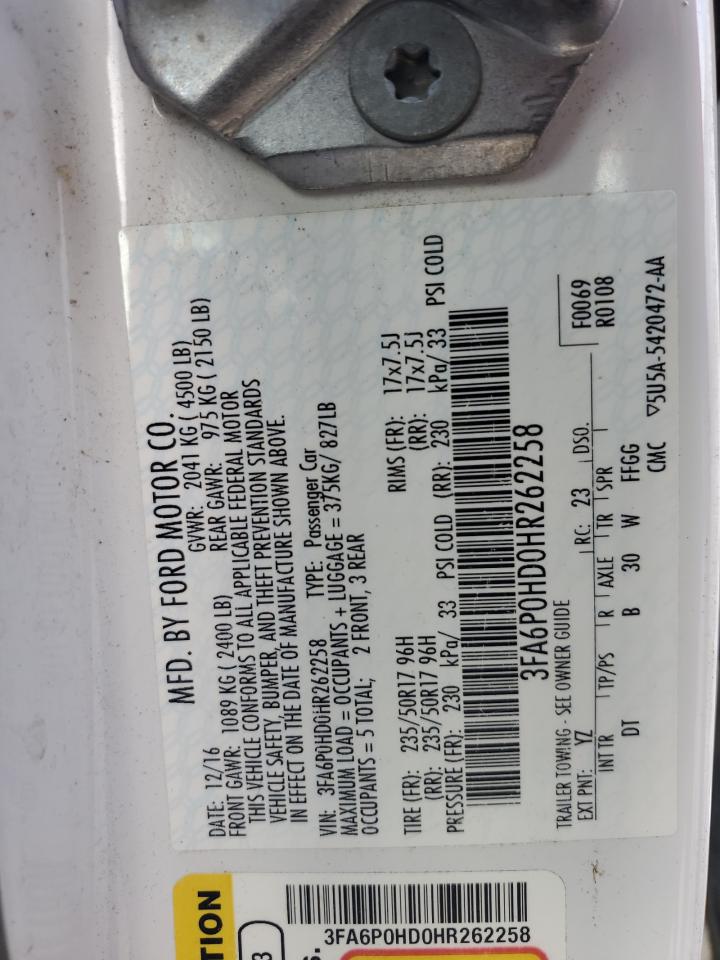 MFD. BY FORD MOTOR CO.
DATE: 12/16 GVWR: 2041 KG ( 4500 LB)
FRONT GAWR: 1089 KG ( 2400 LB) REAR GAWR: 975 KG ( 2150 LB)
THIS VEHICLE CONFORMS TO ALL APPLICABLE FEDERAL MOTOR
VEHICLE SAFETY, BUMPER, AND THEFT PREVENTION STANDARDS
IN EFFECT ON THE DATE OF MANUFACTURE SHOWN ABOVE.
VIN: 3FA6P0HD0HR262258 TYPE: Passenger Car
MAXIMUM LOAD = OCCUPANTS + LUGGAGE = 375KG/ 827LB
OCCUPANTS = 5 TOTAL; 2 FRONT, 3 REAR
TIRE (FR): 235/50R17 96H RIMS (FR): 17x7.5J
(RR): 235/50R17 96H (RR): 17x7.5J
PRESSURE (FR): 230 kPa/ 33 PSI COLD (RR): 230 kPa/ 33 PSI COLD
3FA6P0HD0HR262258
TRAILER TOWING - SEE OWNER GUIDE F0069
EXT PNT: YZ RC: 23 DSO: R0108
INT TR TP/PS R AXLE TR SPR
DT B 30 W FFGG
CMC ▽5U5A-5420472-AA
TION
3
S.
3FA6P0HD0HR262258